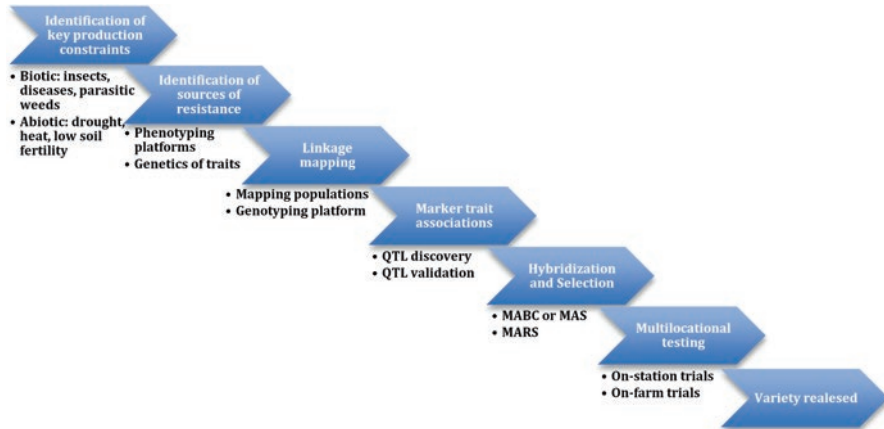 Identification of
key production
constraints
• Biotic: insects,
diseases, parasitic
weeds
• Abiotic: drought,
heat, low soil
fertility
Identification of
sources of
resistance
• Phenotyping
platforms
• Genetics of traits
Linkage
mapping
• Mapping populations
• Genotyping platform
Marker trait
associations
• QTL discovery
• QTL validation
Hybridization
and Selection
• MABC or MAS
• MARS
Multilocational
testing
• On-station trials
• On-farm trials
Variety realesed